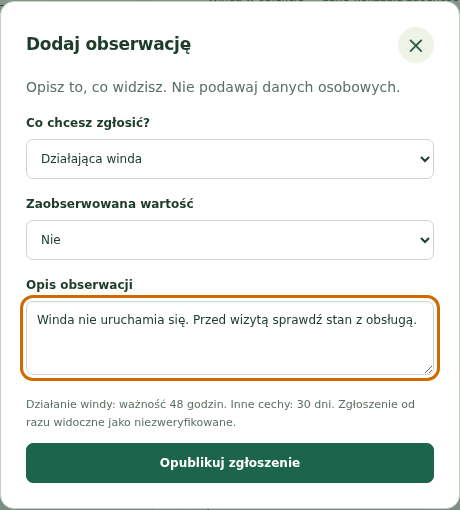 Dodaj obserwację
Opisz to, co widzisz. Nie podawaj danych osobowych.
Co chcesz zgłosić?
Działająca winda
Zaobserwowana wartość
Nie
Opis obserwacji
Winda nie uruchamia się. Przed wizytą sprawdź stan z obsługą.
Działanie windy: ważność 48 godzin. Inne cechy: 30 dni. Zgłoszenie od
razu widoczne jako niezweryfikowane.
Opublikuj zgłoszenie